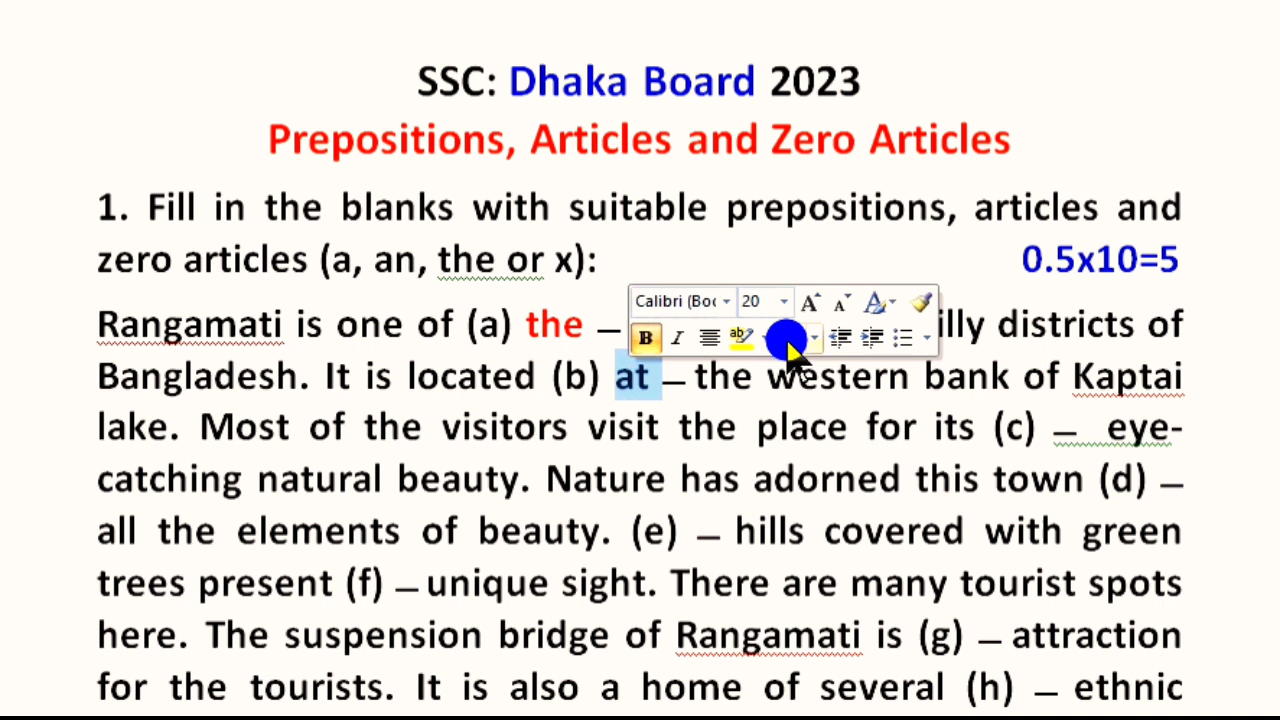 SSC: Dhaka Board 2023
Prepositions, Articles and Zero Articles
1. Fill in the blanks with suitable prepositions, articles and
zero articles (a, an, the or x): 0.5x10=5
Calibri (Boc 20 A A A
Rangamati is one of (a) the — illy districts of
B I ab
Bangladesh. It is located (b) at — the western bank of Kaptai
lake. Most of the visitors visit the place for its (c) — eye-
catching natural beauty. Nature has adorned this town (d) —
all the elements of beauty. (e) — hills covered with green
trees present (f) — unique sight. There are many tourist spots
here. The suspension bridge of Rangamati is (g) — attraction
for the tourists. It is also a home of several (h) — ethnic